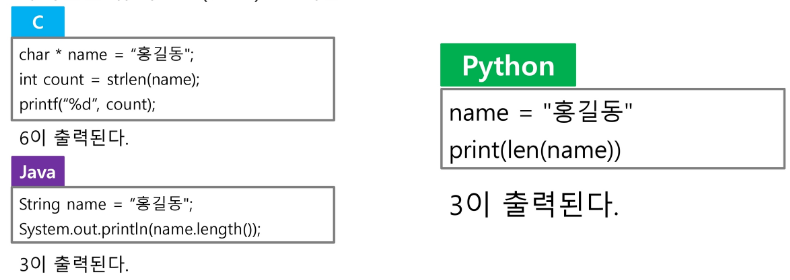 C
char * name = “홍길동";
int count = strlen(name);
printf(“%d”, count);
6이 출력된다.
Java
String name = “홍길동";
System.out.println(name.length());
3이 출력된다.
Python
name = "홍길동"
print(len(name))
3이 출력된다.